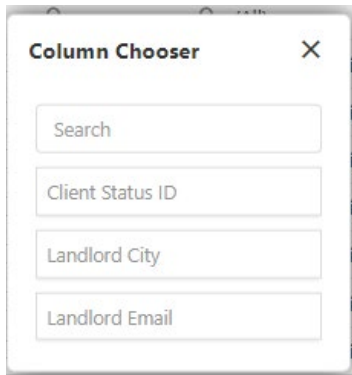 Column Chooser
Search
Client Status ID
Landlord City
Landlord Email